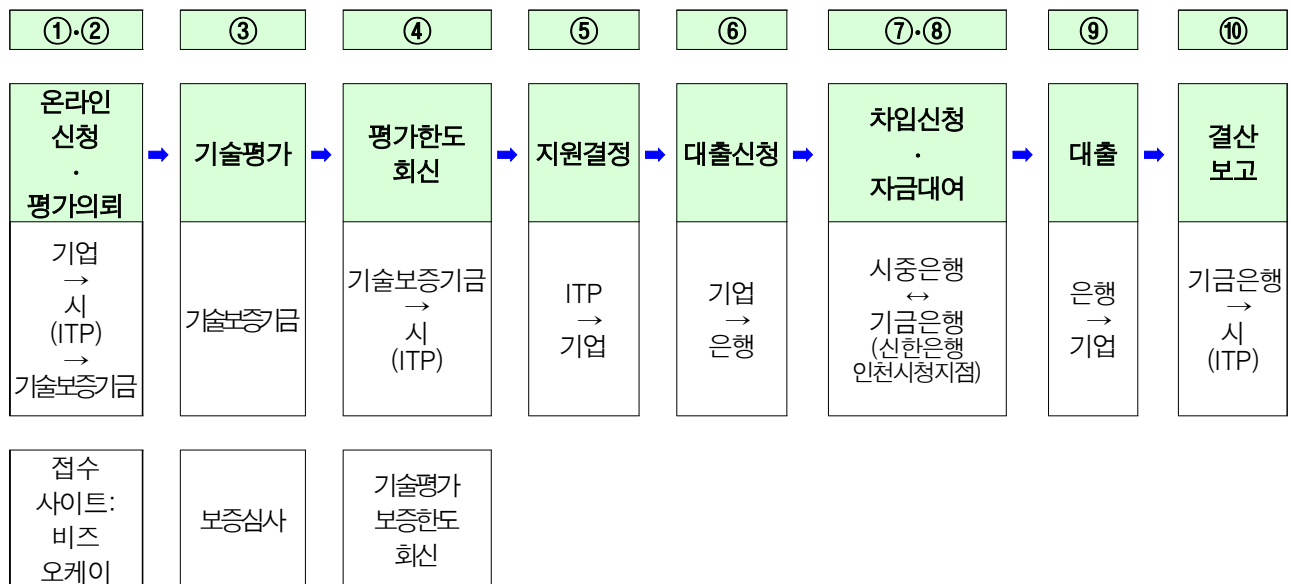 ①·②
③
④
⑤
⑥
⑦·⑧
⑨
⑩
온라인
신청
·
평가의뢰
➡
기술평가
➡
평가한도
회신
➡
지원결정
➡
대출신청
➡
차입신청
·
자금대여
➡
대출
➡
결산
보고
기업
→
시
(ITP)
→
기술보증기금
기술보증기금
기술보증기금
→
시
(ITP)
ITP
→
기업
기업
→
은행
시중은행
↔
기금은행
(신한은행
인천시청지점)
은행
→
기업
기금은행
→
시
(ITP)
접수
사이트:
비즈
오케이
보증심사
기술평가
보증한도
회신